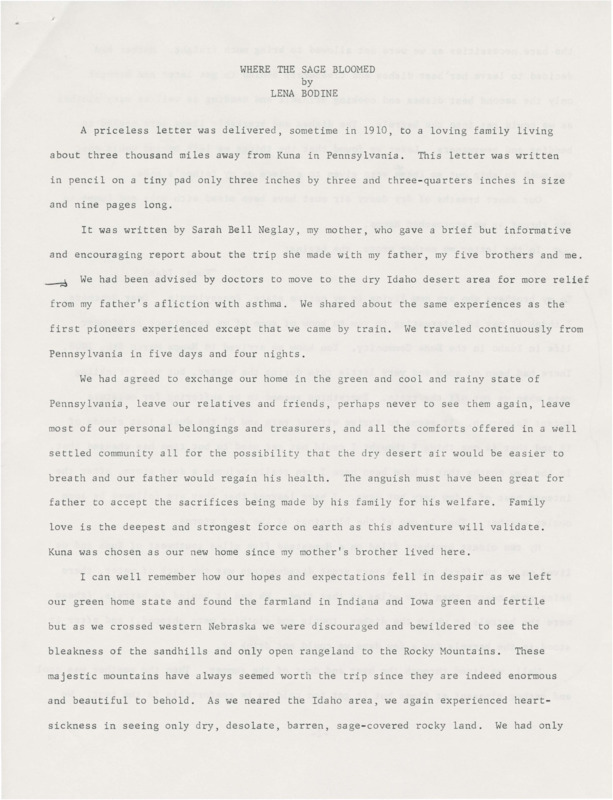 WHERE THE SAGE BLOOMED
by
LENA BODINE
A priceless letter was delivered, sometime in 1910, to a loving family living
about three thousand miles away from Kuna in Pennsylvania. This letter was written
in pencil on a tiny pad only three inches by three and three-quarters inches in size
and nine pages long.
It was written by Sarah Bell Neglay, my mother, who gave a brief but informative
and encouraging report about the trip she made with my father, my five brothers and me.
We had been advised by doctors to move to the dry Idaho desert area for more relief
from my father's afliction with asthma. We shared about the same experiences as the
first pioneers experienced except that we came by train. We traveled continuously from
Pennsylvania in five days and four nights.
We had agreed to exchange our home in the green and cool and rainy state of
Pennsylvania, leave our relatives and friends, perhaps never to see them again, leave
most of our personal belongings and treasurers, and all the comforts offered in a well
settled community all for the possibility that the dry desert air would be easier to
breath and our father would regain his health. The anguish must have been great for
father to accept the sacrifices being made by his family for his welfare. Family
love is the deepest and strongest force on earth as this adventure will validate.
Kuna was chosen as our new home since my mother's brother lived here.
I can well remember how our hopes and expectations fell in despair as we left
our green home state and found the farmland in Indiana and Iowa green and fertile
but as we crossed western Nebraska we were discouraged and bewildered to see the
bleakness of the sandhills and only open rangeland to the Rocky Mountains. These
majestic mountains have always seemed worth the trip since they are indeed enormous
and beautiful to behold. As we neared the Idaho area, we again experienced heart-
sickness in seeing only dry, desolate, barren, sage-covered rocky land. We had only